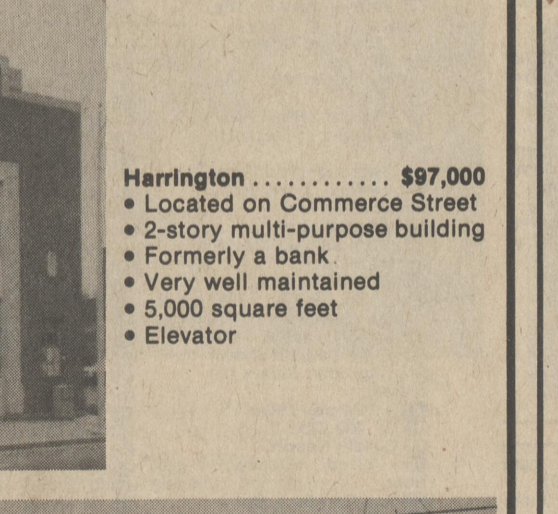 Harrington ............ $97,000
• Located on Commerce Street
• 2-story multi-purpose building
• Formerly a bank
• Very well maintained
• 5,000 square feet
• Elevator